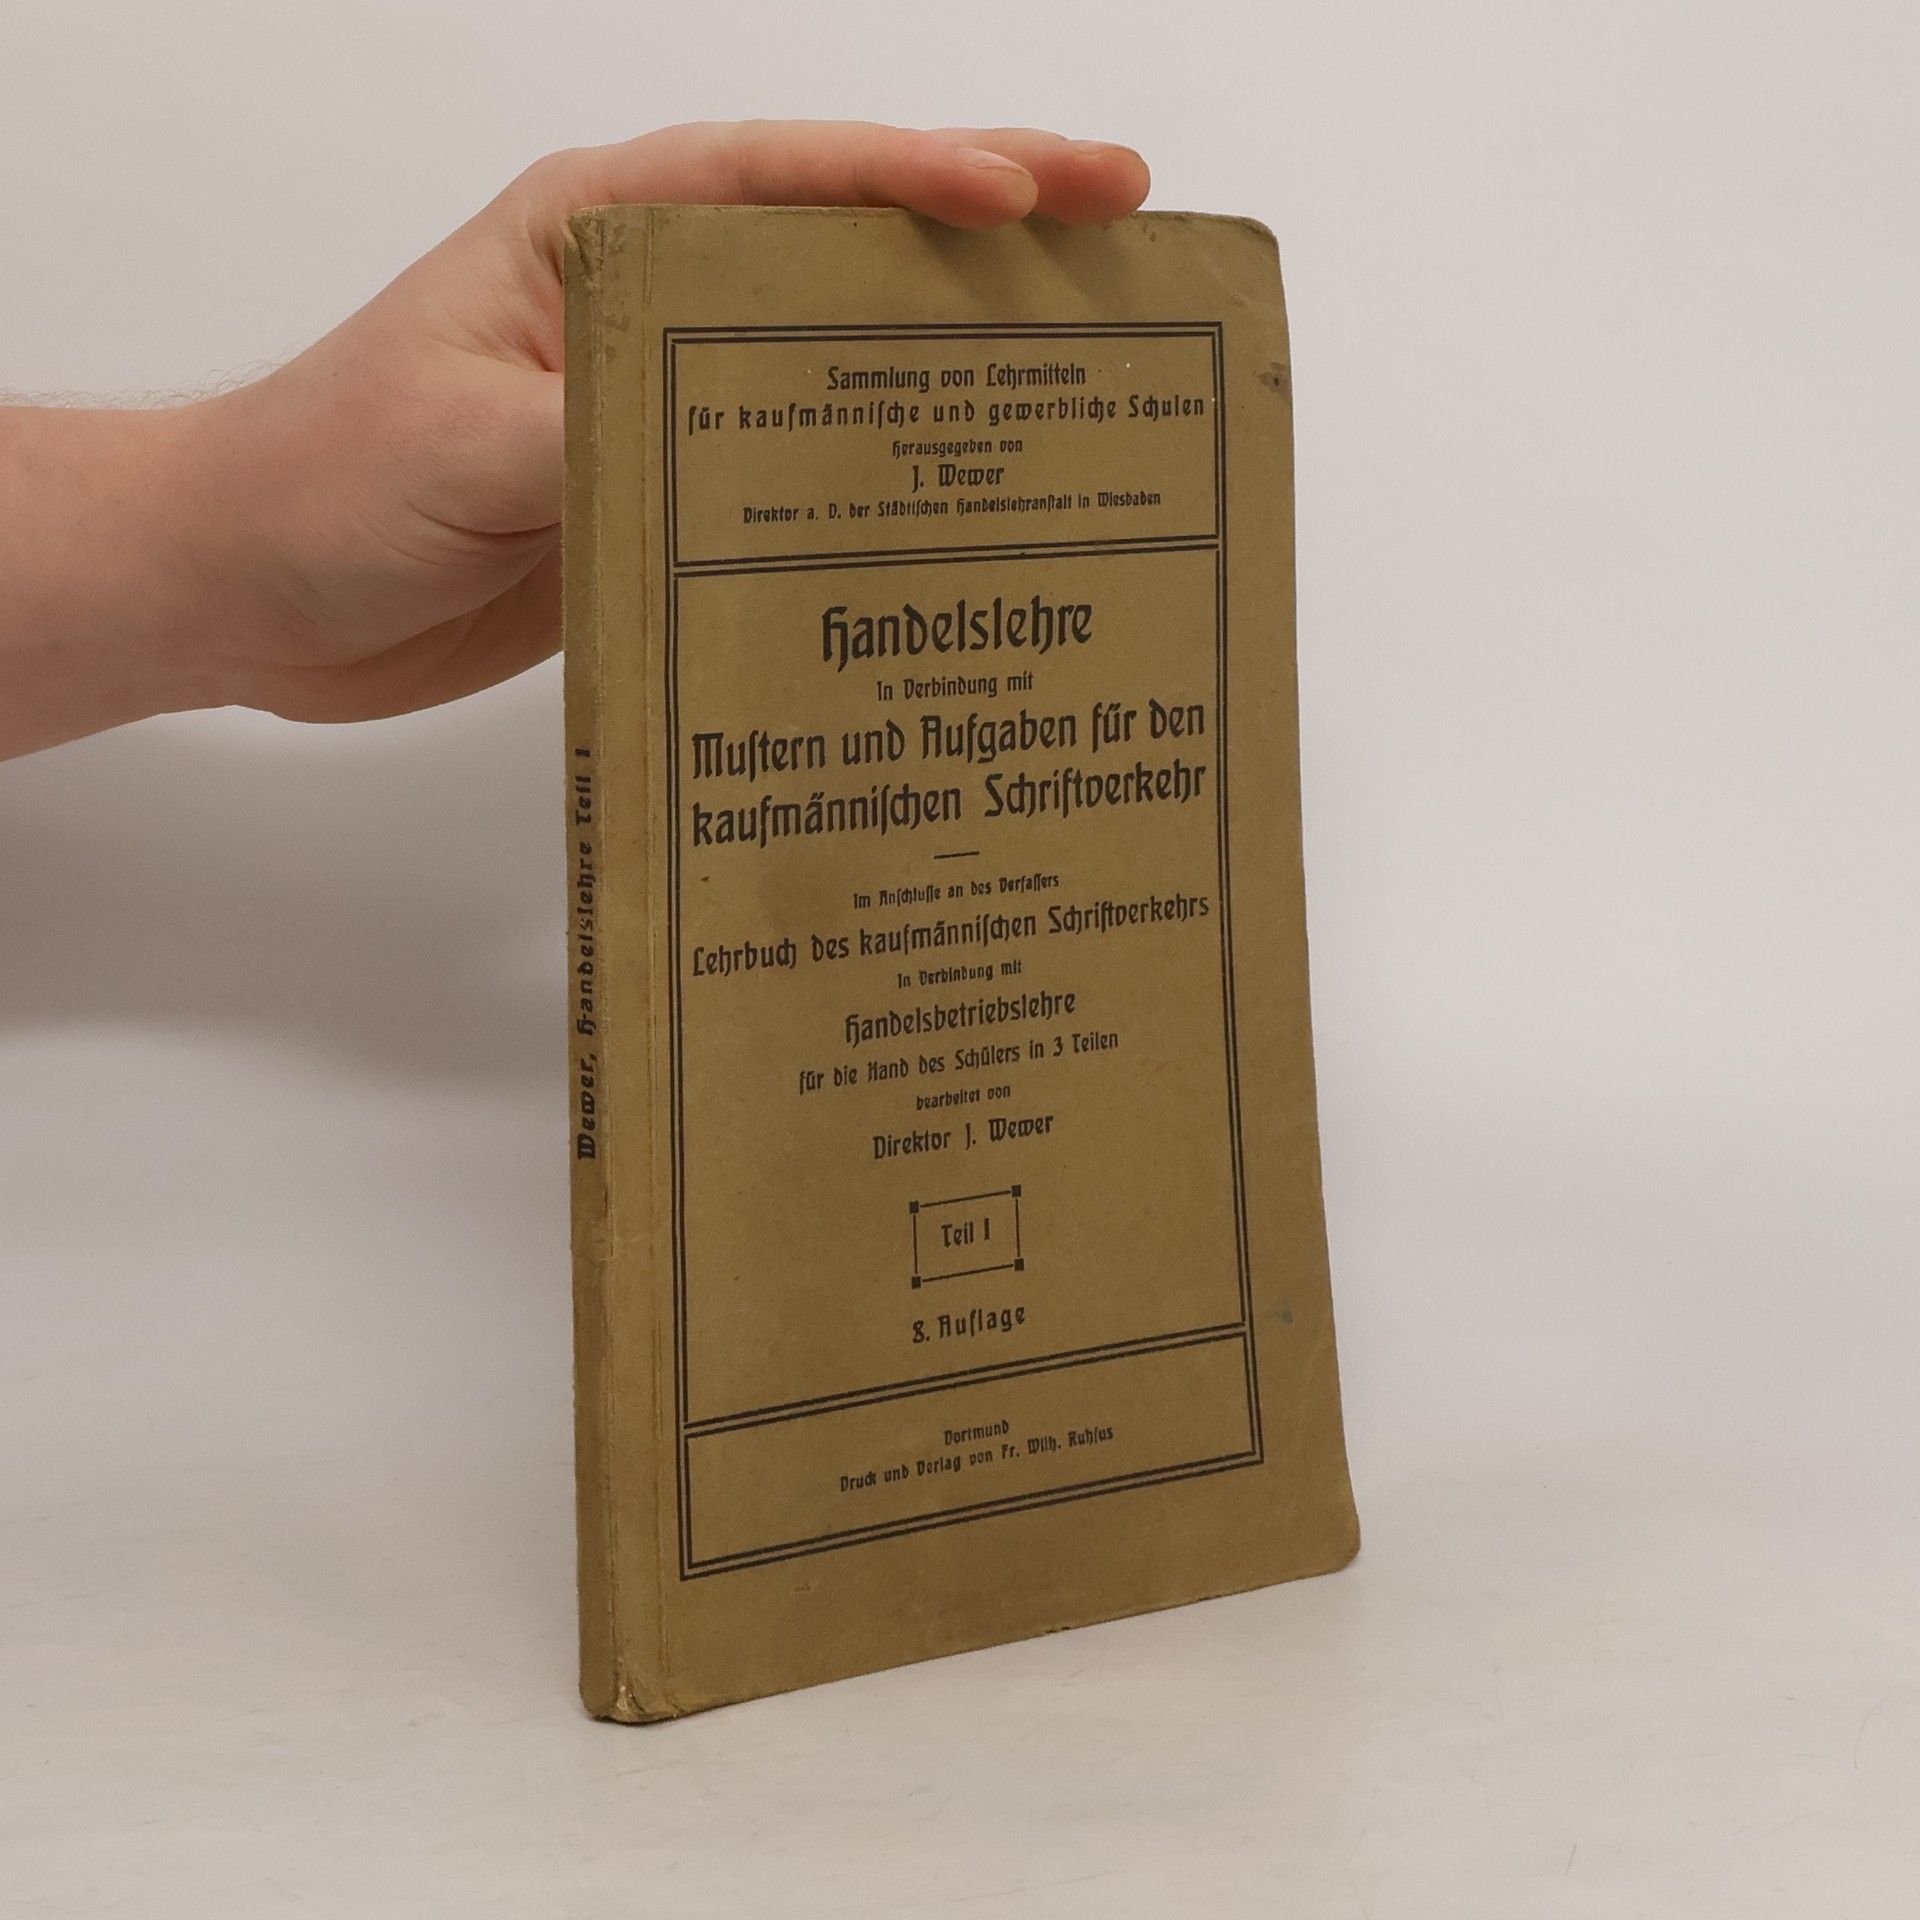 Sammlung von Lehrmitteln
für kaufmänniſche und gewerbliche Schulen
Herausgegeben von
J. Wewer
Direktor a. D. der Städtiſchen Handelslehranſtalt in Wiesbaden
Handelslehre
In Verbindung mit
Muſtern und Aufgaben für den
kaufmänniſchen Schriftverkehr
Im Anſchluſſe an des Verfaſſers
Lehrbuch des kaufmänniſchen Schriftverkehrs
In Verbindung mit
Handelsbetriebslehre
für die Hand des Schülers in 3 Teilen
bearbeitet von
Direktor J. Wewer
Teil I
8. Auflage
Dortmund
Druck und Verlag von Fr. Wilh. Ruhfus
Wewer, Handelslehre Teil I